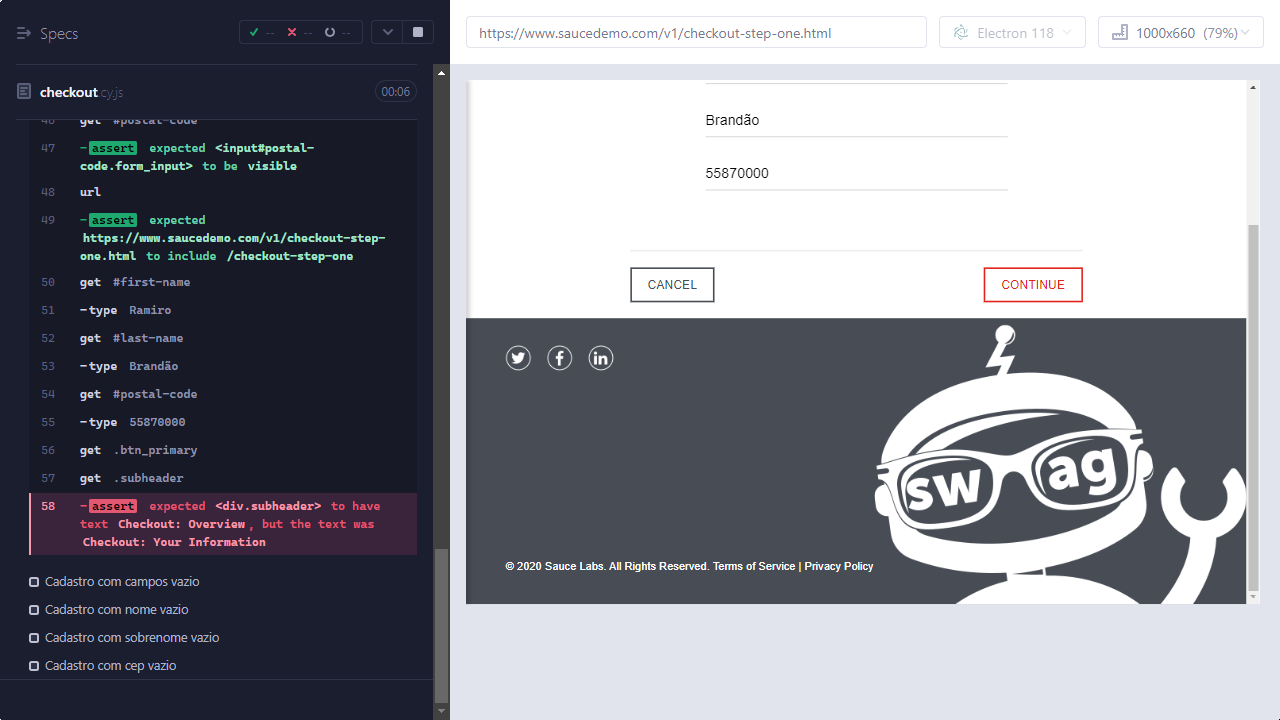 Specs
-- -- --
checkout.cy.js 00:06
46 get #postal-code
47 -assert expected <input#postal-
code.form_input> to be visible
48 url
49 -assert expected
https://www.saucedemo.com/v1/checkout-step-
one.html to include /checkout-step-one
50 get #first-name
51 -type Ramiro
52 get #last-name
53 -type Brandão
54 get #postal-code
55 -type 55870000
56 get .btn_primary
57 get .subheader
58 -assert expected <div.subheader> to have
text Checkout: Overview, but the text was
Checkout: Your Information
Cadastro com campos vazio
Cadastro com nome vazio
Cadastro com sobrenome vazio
Cadastro com cep vazio
https://www.saucedemo.com/v1/checkout-step-one.html
Electron 118
1000x660 (79%)
Brandão
55870000
CANCEL
CONTINUE
swag
© 2020 Sauce Labs. All Rights Reserved. Terms of Service | Privacy Policy